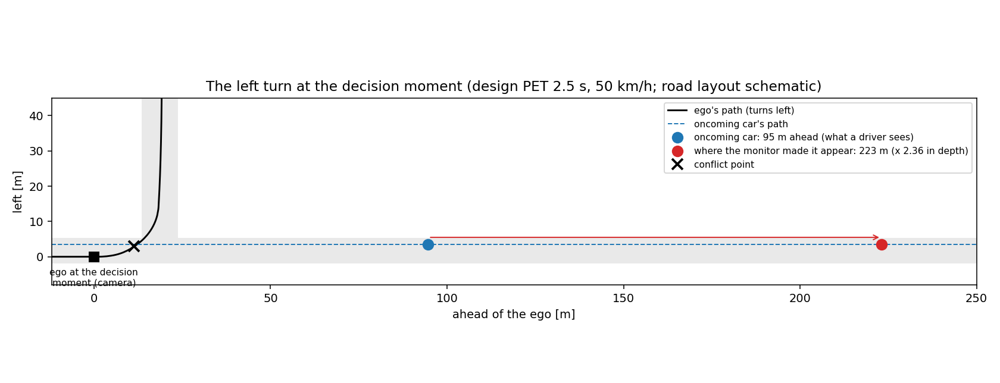 The left turn at the decision moment (design PET 2.5 s, 50 km/h; road layout schematic)
ego's path (turns left)
oncoming car's path
oncoming car: 95 m ahead (what a driver sees)
where the monitor made it appear: 223 m (x 2.36 in depth)
conflict point
left [m]
40
30
20
10
0
ego at the decision
moment (camera)
0
50
100
150
200
250
ahead of the ego [m]